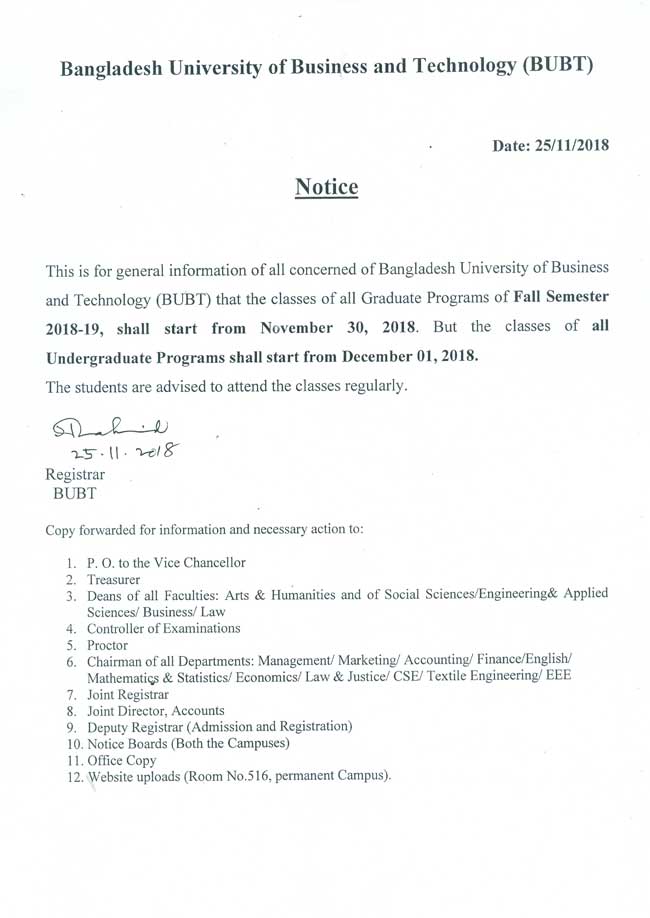 Bangladesh University of Business and Technology (BUBT)
Date: 25/11/2018
Notice
This is for general information of all concerned of Bangladesh University of Business
and Technology (BUBT) that the classes of all Graduate Programs of Fall Semester
2018-19, shall start from November 30, 2018. But the classes of all
Undergraduate Programs shall start from December 01, 2018.
The students are advised to attend the classes regularly.
25.11.2018
Registrar
BUBT
Copy forwarded for information and necessary action to:
1. P. O. to the Vice Chancellor
2. Treasurer
3. Deans of all Faculties: Arts & Humanities and of Social Sciences/Engineering& Applied
Sciences/ Business/ Law
4. Controller of Examinations
5. Proctor
6. Chairman of all Departments: Management/ Marketing/ Accounting/ Finance/English/
Mathematics & Statistics/ Economics/ Law & Justice/ CSE/ Textile Engineering/ EEE
7. Joint Registrar
8. Joint Director, Accounts
9. Deputy Registrar (Admission and Registration)
10. Notice Boards (Both the Campuses)
11. Office Copy
12. Website uploads (Room No.516, permanent Campus).